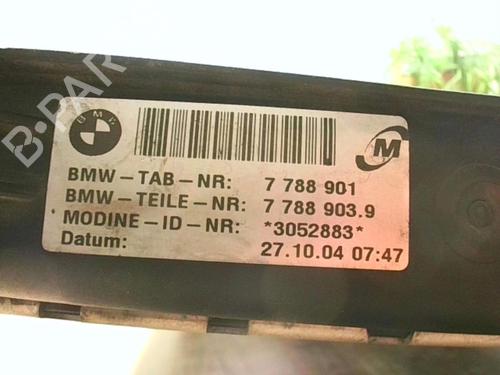 B-PAR
BMW
M
BMW-TAB-NR: 7 788 901
BMW-TEILE-NR: 7 788 903.9
MODINE-ID-NR: *3052883*
Datum: 27.10.04 07:47